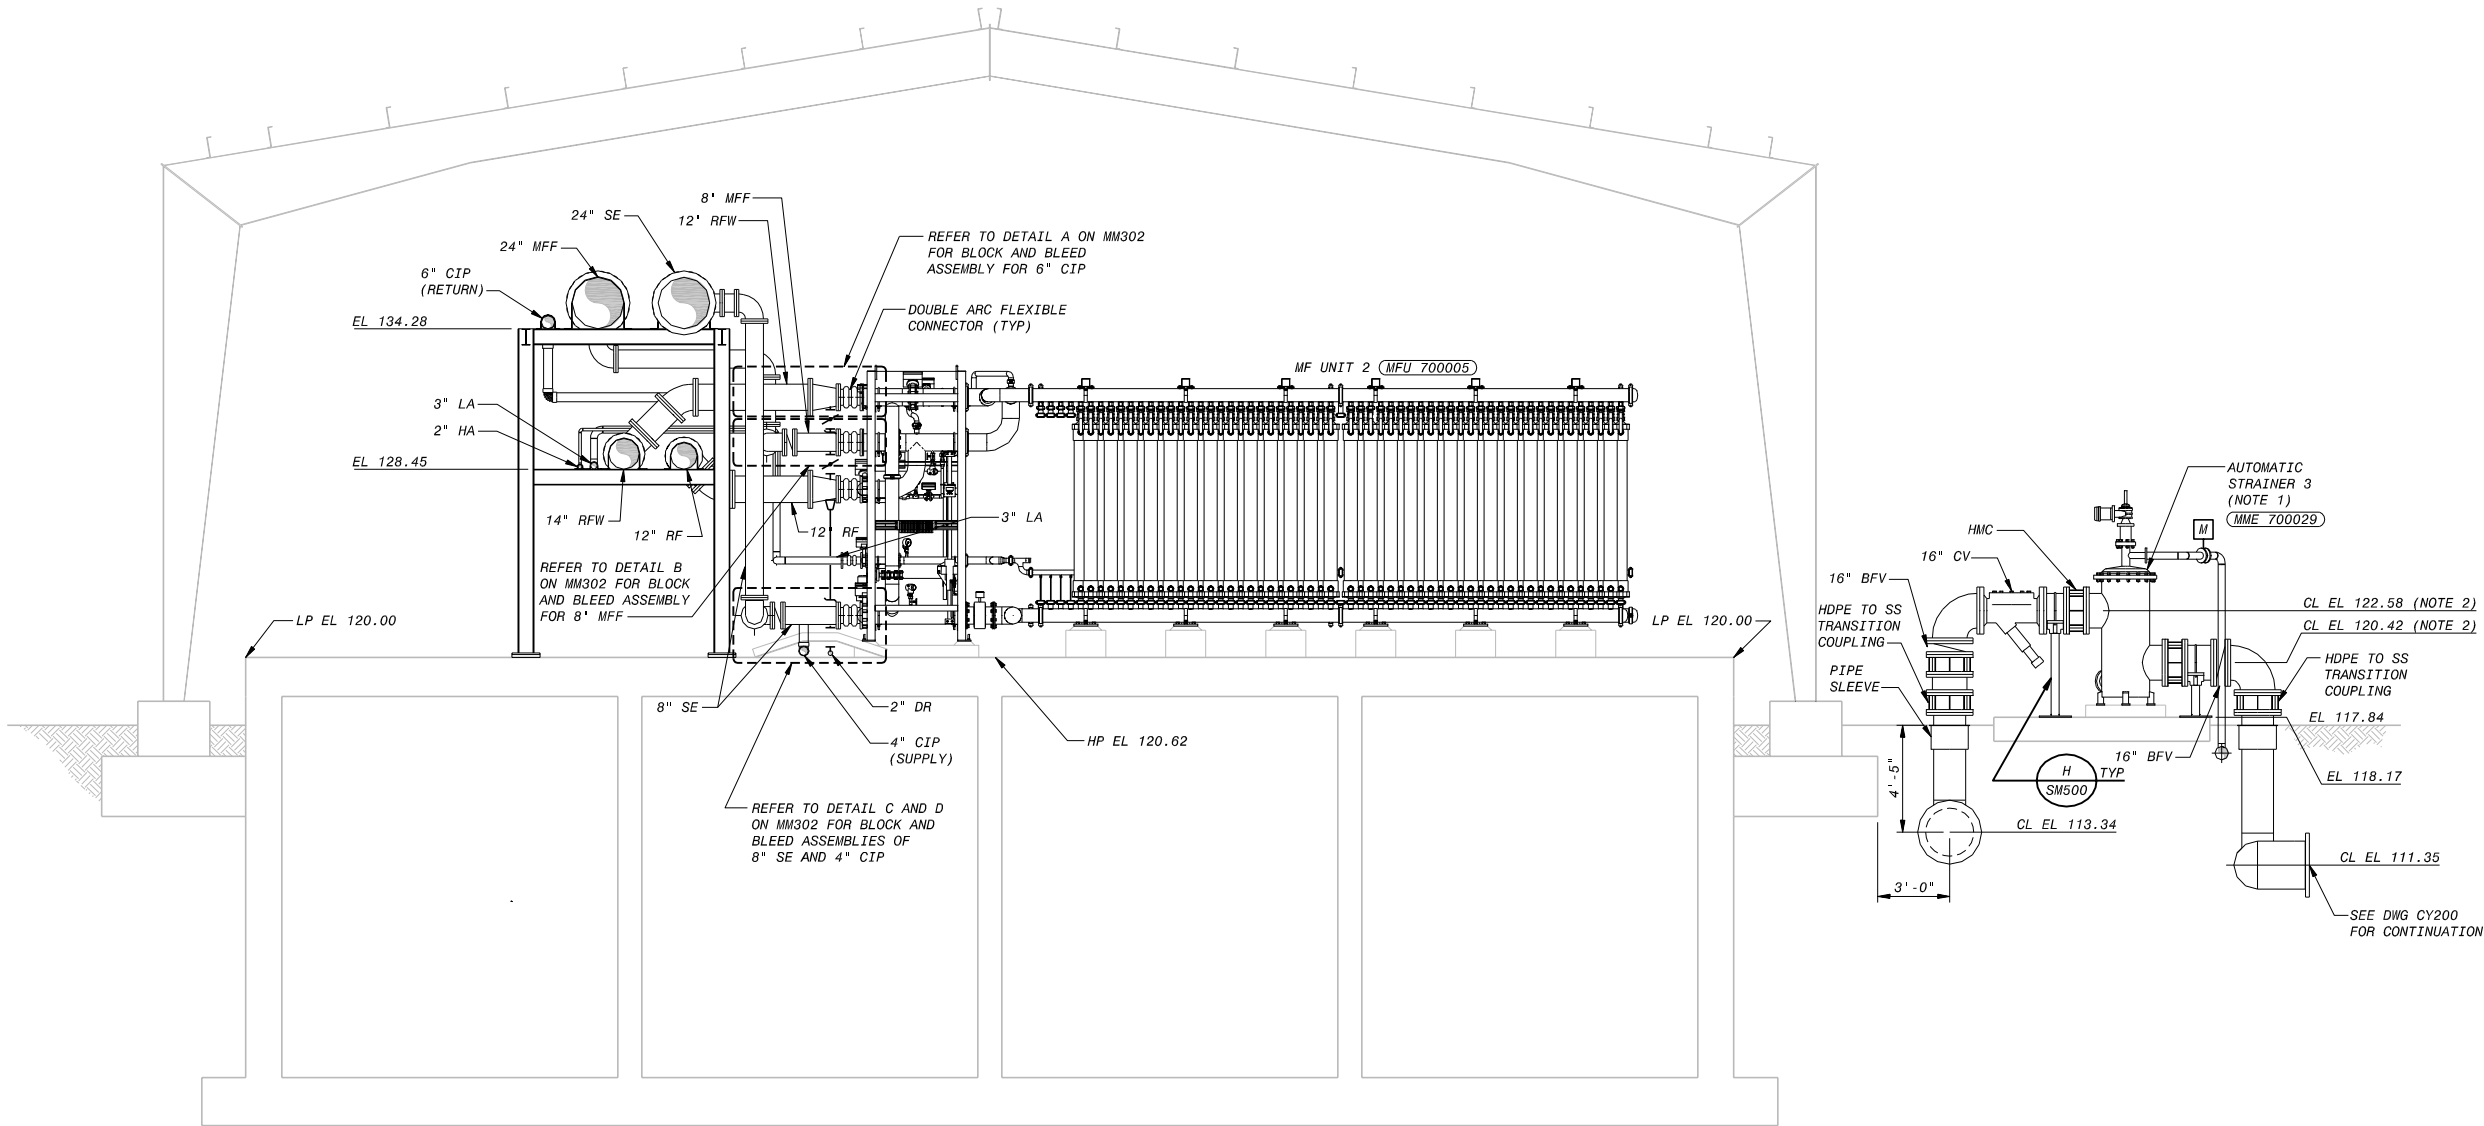 8' MFF
12' RFW
24" SE
24" MFF
6" CIP
(RETURN)
EL 134.28
REFER TO DETAIL A ON MM302
FOR BLOCK AND BLEED
ASSEMBLY FOR 6" CIP
DOUBLE ARC FLEXIBLE
CONNECTOR (TYP)
MF UNIT 2
MFU 700005
3" LA
2" HA
EL 128.45
14" RFW
12" RF
12' RF
3" LA
REFER TO DETAIL B
ON MM302 FOR BLOCK
AND BLEED ASSEMBLY
FOR 8' MFF
LP EL 120.00
LP EL 120.00
8" SE
2" DR
4" CIP
(SUPPLY)
HP EL 120.62
REFER TO DETAIL C AND D
ON MM302 FOR BLOCK AND
BLEED ASSEMBLIES OF
8" SE AND 4" CIP
AUTOMATIC
STRAINER 3
(NOTE 1)
MME 700029
M
HMC
16" CV
16" BFV
HDPE TO SS
TRANSITION
COUPLING
PIPE
SLEEVE
CL EL 122.58 (NOTE 2)
CL EL 120.42 (NOTE 2)
HDPE TO SS
TRANSITION
COUPLING
EL 117.84
16" BFV
H
TYP
SM500
EL 118.17
4'-5"
CL EL 113.34
3'-0"
CL EL 111.35
SEE DWG CY200
FOR CONTINUATION